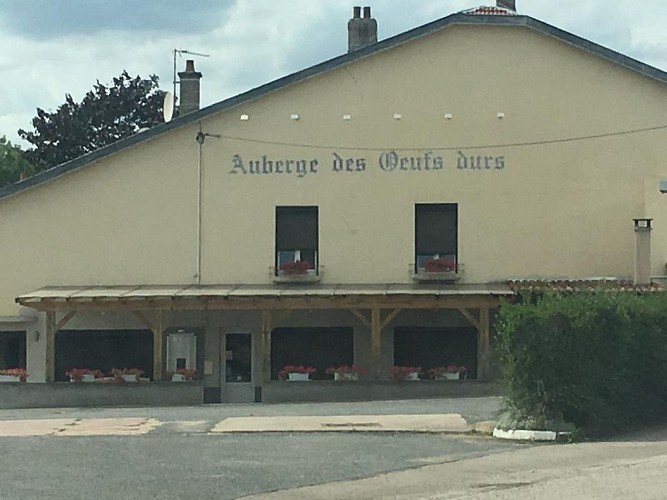 Auberge des Oeufs durs